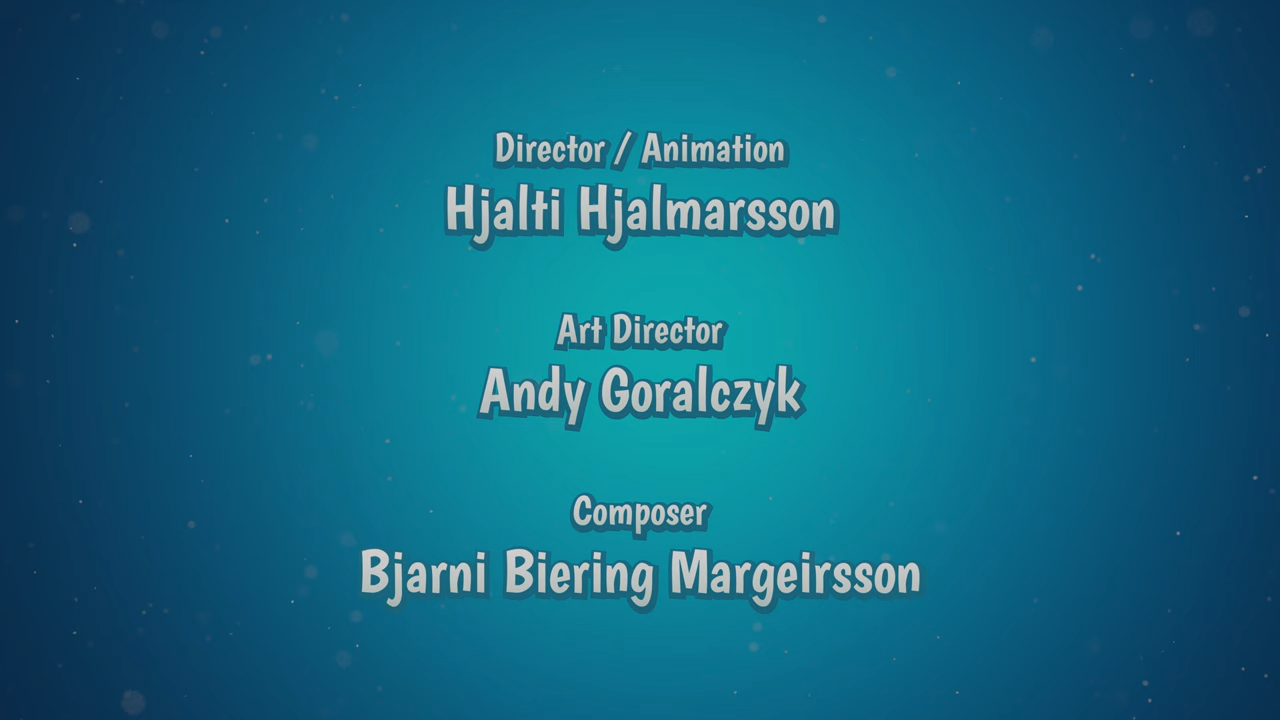 Director / Animation
Hjalti Hjalmarsson
Art Director
Andy Goralczyk
Composer
Bjarni Biering Margeirsson